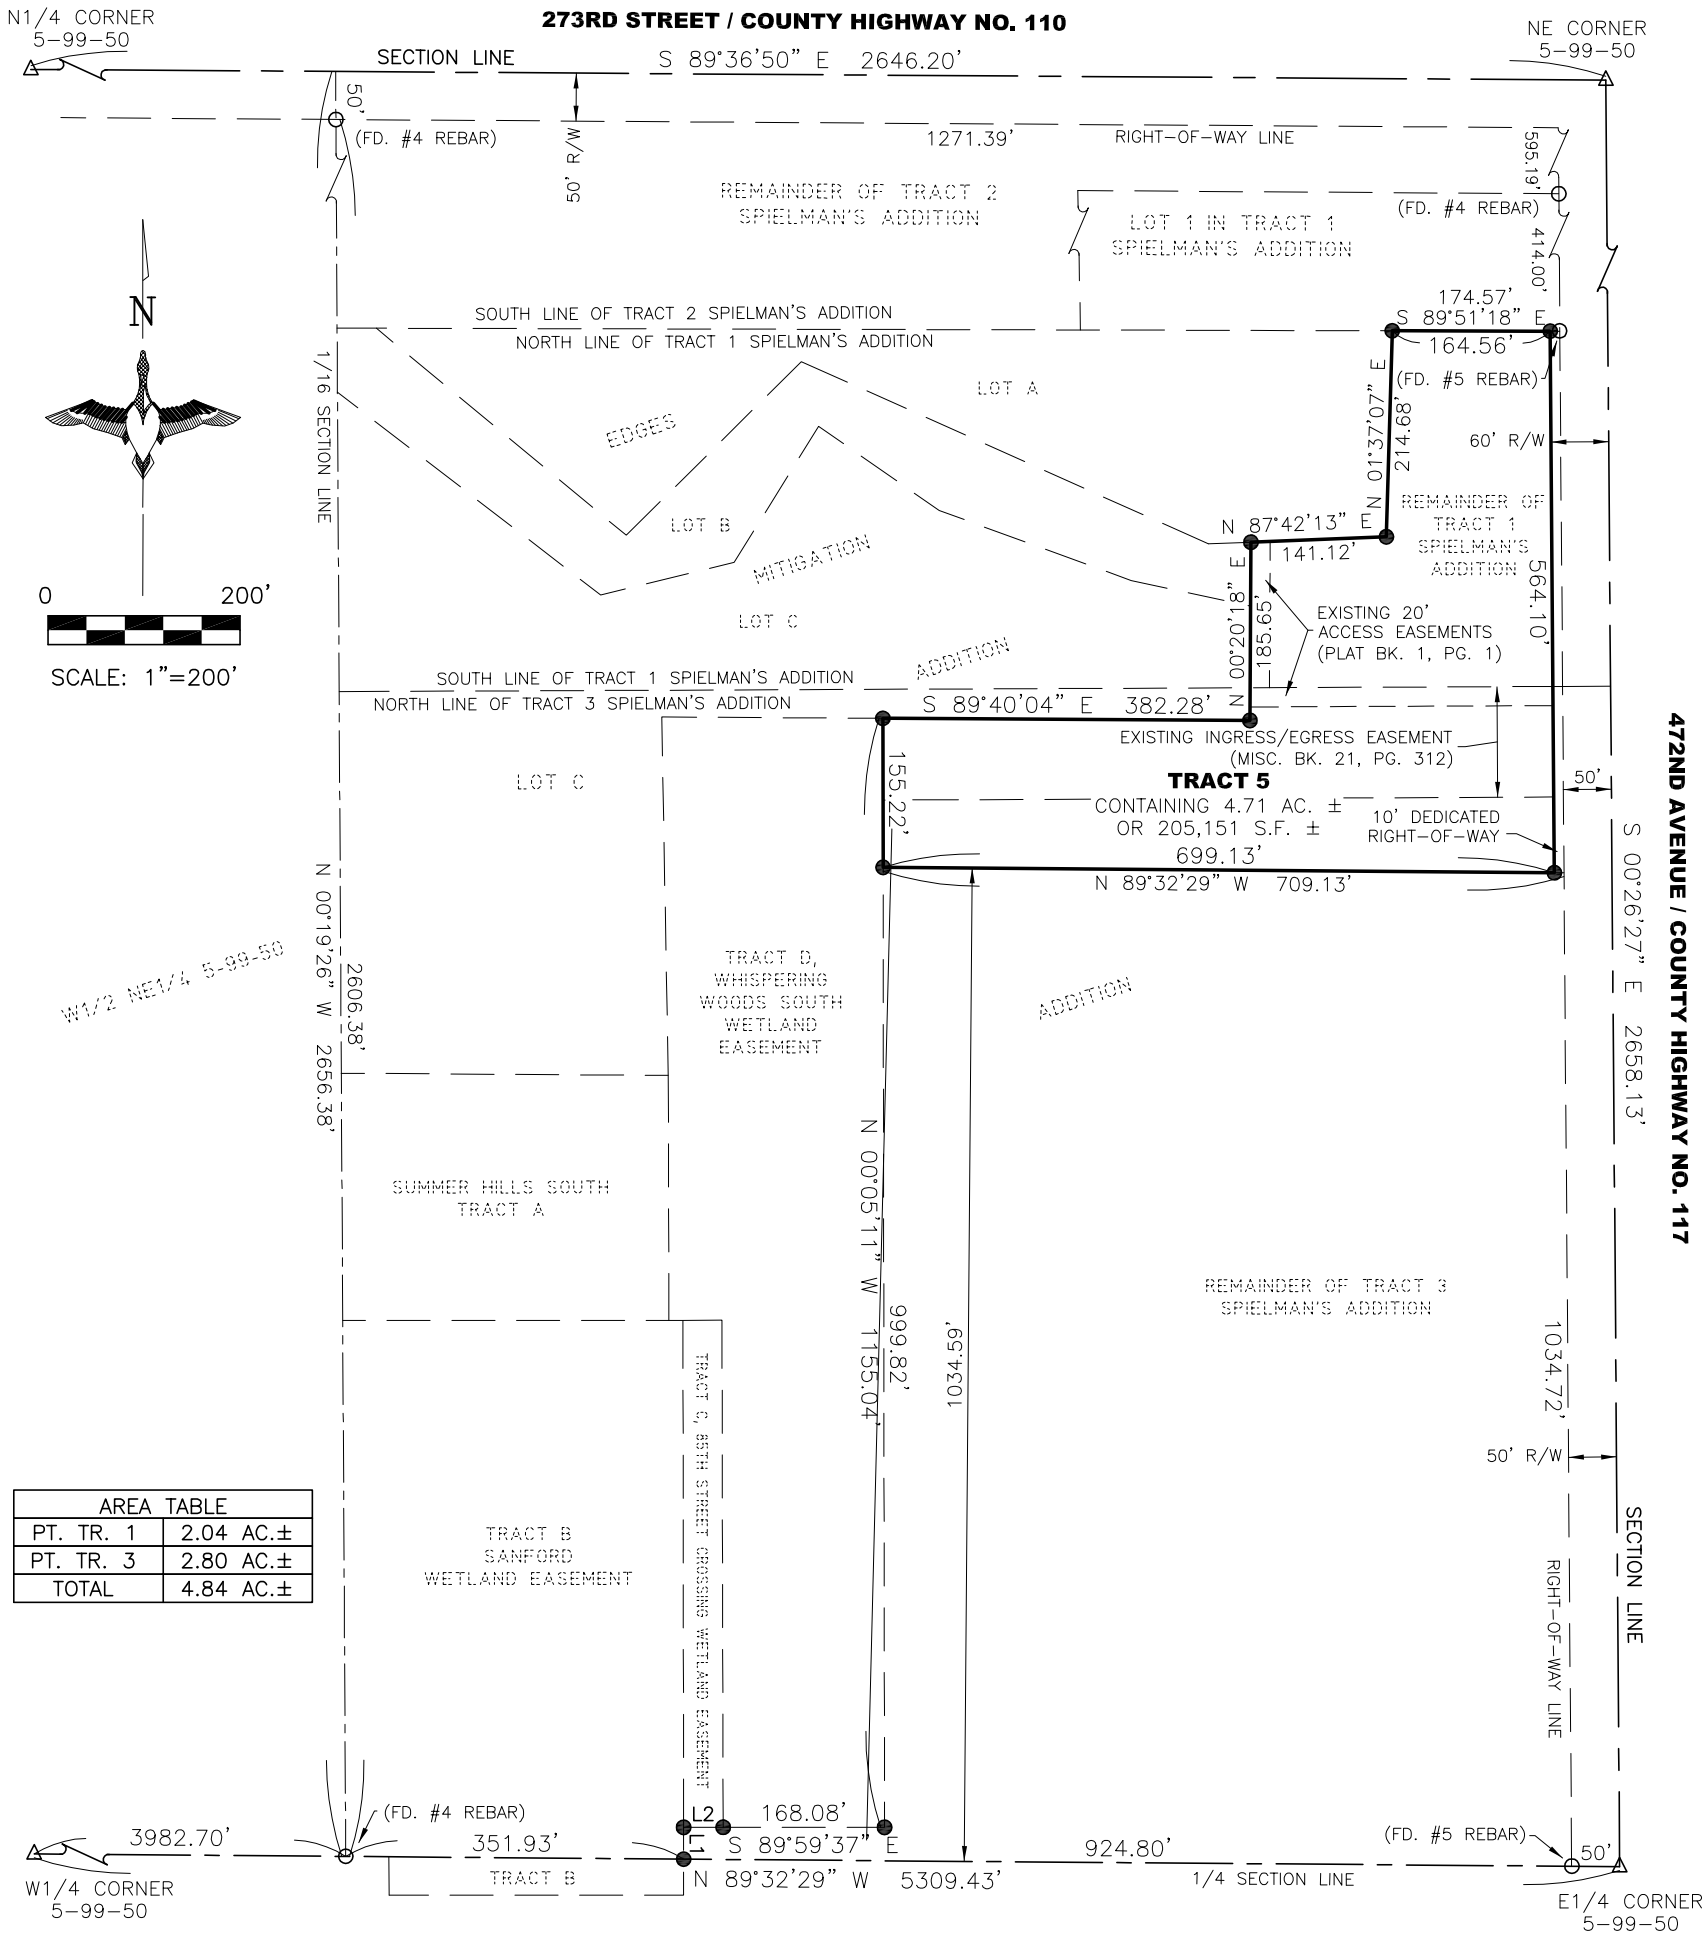 N1/4 CORNER
5-99-50
273RD STREET / COUNTY HIGHWAY NO. 110
NE CORNER
5-99-50
SECTION LINE
S 89°36'50" E 2646.20'
50'
(FD. #4 REBAR)
50' R/W
1271.39'
RIGHT-OF-WAY LINE
595.19'
(FD. #4 REBAR)
REMAINDER OF TRACT 2
SPIELMAN'S ADDITION
LOT 1 IN TRACT 1
SPIELMAN'S ADDITION
414.00'
N
SOUTH LINE OF TRACT 2 SPIELMAN'S ADDITION
NORTH LINE OF TRACT 1 SPIELMAN'S ADDITION
174.57'
S 89°51'18" E
164.56'
(FD. #5 REBAR)
1/16 SECTION LINE
LOT A
EDGES
N 01°37'07" E
214.68'
60' R/W
LOT B
MITIGATION
N 87°42'13" E
141.12'
REMAINDER OF
TRACT 1
SPIELMAN'S
ADDITION
564.10'
0 200'
SCALE: 1"=200'
LOT C
ADDITION
N 00°20'18" E
185.65'
EXISTING 20'
ACCESS EASEMENTS
(PLAT BK. 1, PG. 1)
SOUTH LINE OF TRACT 1 SPIELMAN'S ADDITION
NORTH LINE OF TRACT 3 SPIELMAN'S ADDITION
S 89°40'04" E 382.28'
EXISTING INGRESS/EGRESS EASEMENT
(MISC. BK. 21, PG. 312)
472ND AVENUE / COUNTY HIGHWAY NO. 117
LOT C
155.22'
TRACT 5
CONTAINING 4.71 AC. ±
OR 205,151 S.F. ±
10' DEDICATED
RIGHT-OF-WAY
50'
699.13'
N 89°32'29" W 709.13'
S 00°26'27" E 2658.13'
N 00°19'26" W 2656.38'
2606.38'
W1/2 NE1/4 5-99-50
TRACT D,
WHISPERING
WOODS SOUTH
WETLAND
EASEMENT
ADDITION
N 00°05'11" W 1155.04'
999.82'
1034.59'
SUMMER HILLS SOUTH
TRACT A
REMAINDER OF TRACT 3
SPIELMAN'S ADDITION
1034.72'
50' R/W
TRACT C, 85TH STREET CROSSING WETLAND EASEMENT
AREA TABLE
PT. TR. 1 2.04 AC.±
PT. TR. 3 2.80 AC.±
TOTAL 4.84 AC.±
TRACT B
SANFORD
WETLAND EASEMENT
SECTION LINE
RIGHT-OF-WAY LINE
(FD. #4 REBAR)
L2
168.08'
3982.70'
351.93'
L1
S 89°59'37" E
924.80'
(FD. #5 REBAR)
50'
W1/4 CORNER
5-99-50
TRACT B
N 89°32'29" W 5309.43'
1/4 SECTION LINE
E1/4 CORNER
5-99-50